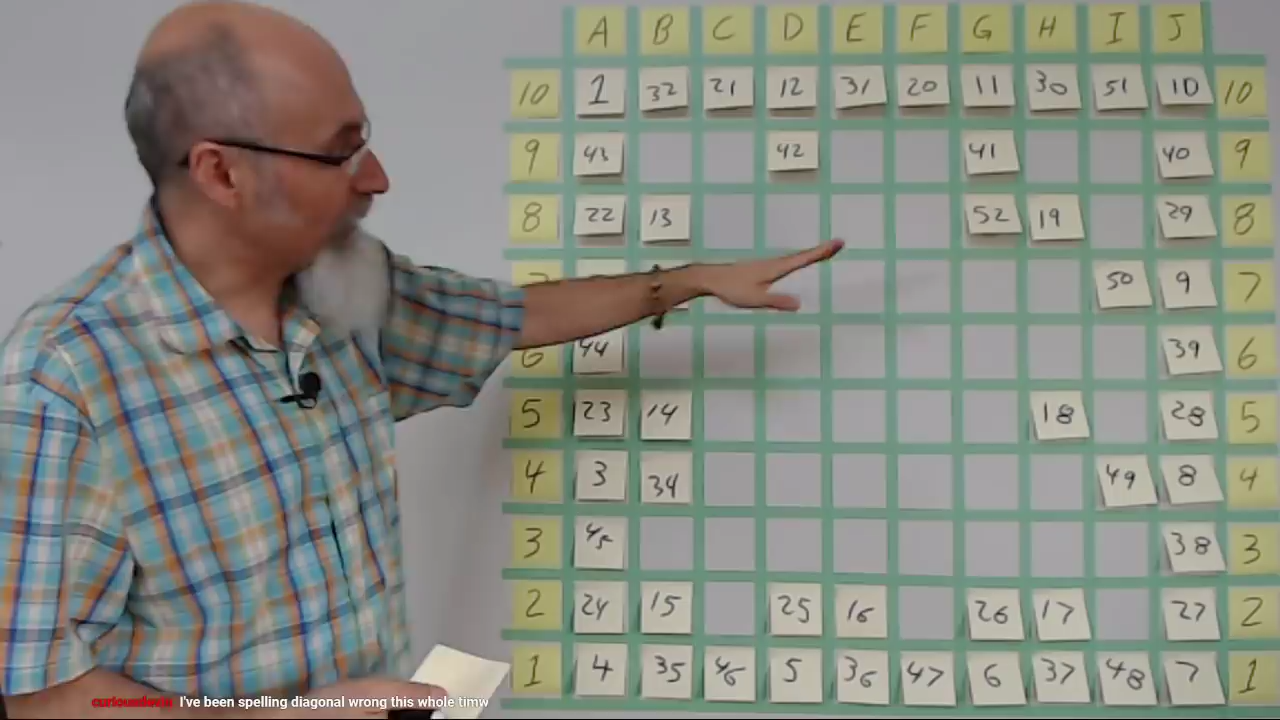 A B C D E F G H I J
10 1 32 21 12 31 20 11 30 51 10 10
9 43 42 41 40 9
8 22 13 52 19 29 8
50 9 7
44 39 6
5 23 14 18 28 5
4 3 34 49 8 4
3 45 38 3
2 24 15 25 16 26 17 27 2
1 4 35 46 5 36 47 6 37 48 7 1
I've been spelling diagonal wrong this whole timw